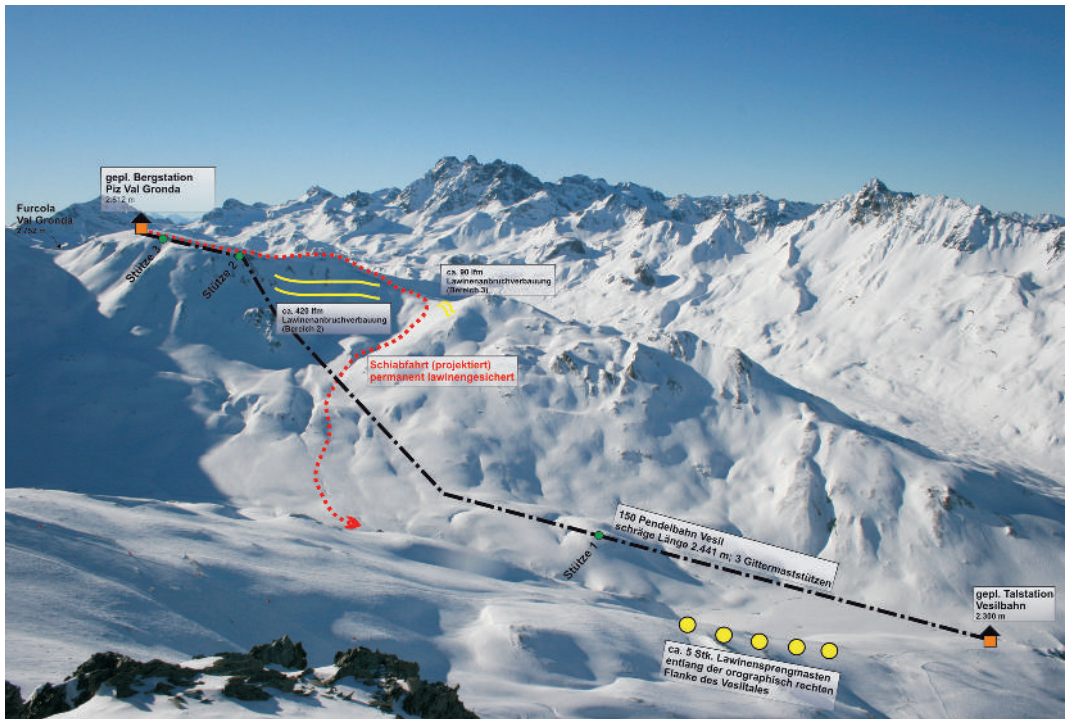 gepl. Bergstation
Piz Val Gronda
2.812 m
Furcola
Val Gronda
2.752 m
Stütze 3
Stütze 2
ca. 90 lfm
Lawinenanbruchverbauung
(Bereich 3)
ca. 420 lfm
Lawinenanbruchverbauung
(Bereich 2)
Schiabfahrt (projektiert)
permanent lawinengesichert
150 Pendelbahn Vesil
schräge Länge 2.441 m; 3 Gittermaststützen
Stütze 1
gepl. Talstation
Vesilbahn
2.300 m
ca. 5 Stk. Lawinensprengmasten
entlang der orographisch rechten
Flanke des Vesiltales